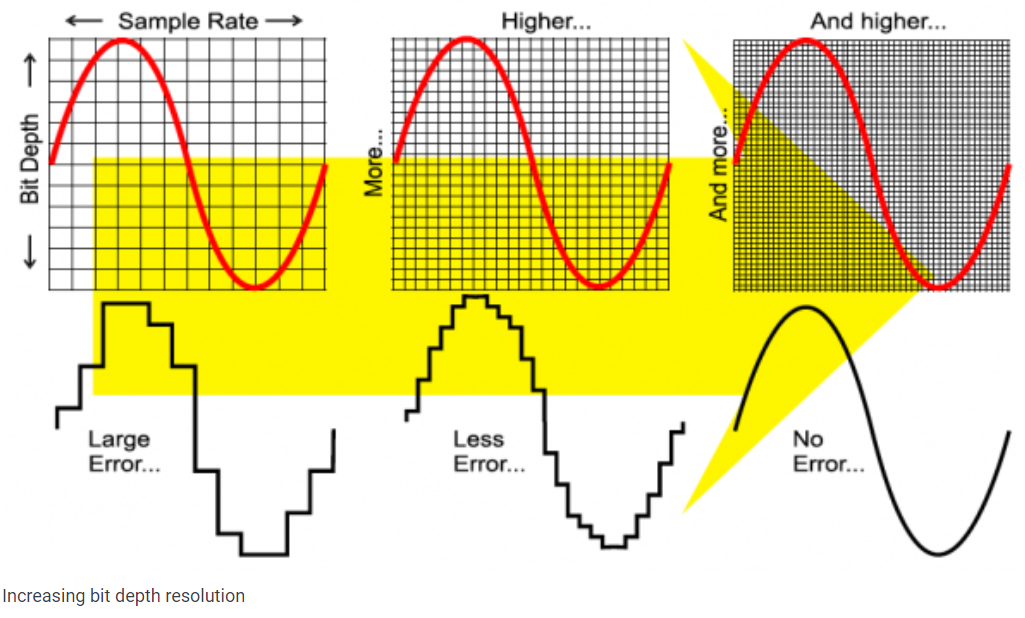 Sample Rate
Higher...
And higher...
Bit Depth
More...
And more...
Large
Error...
Less
Error...
No
Error...
Increasing bit depth resolution